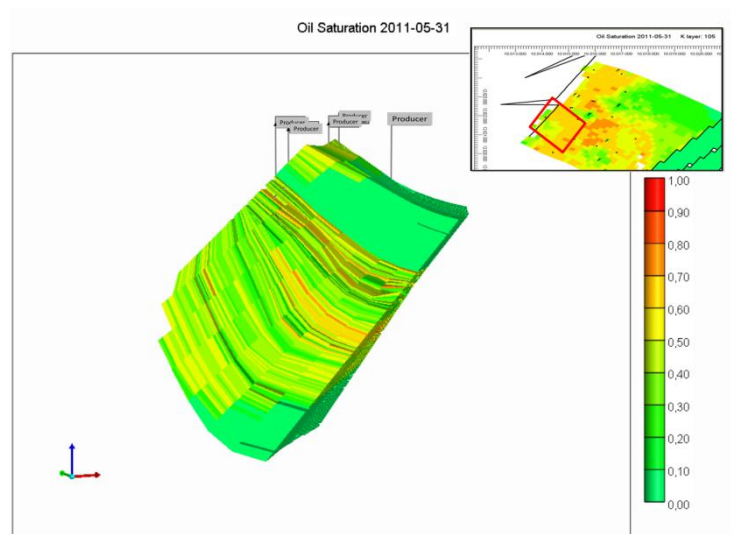 Oil Saturation 2011-05-31
Oil Saturation 2011-05-31 K layer: 105
Producer
Producer
Producer
Producer
Producer
1,00
0,90
0,80
0,70
0,60
0,50
0,40
0,30
0,20
0,10
0,00